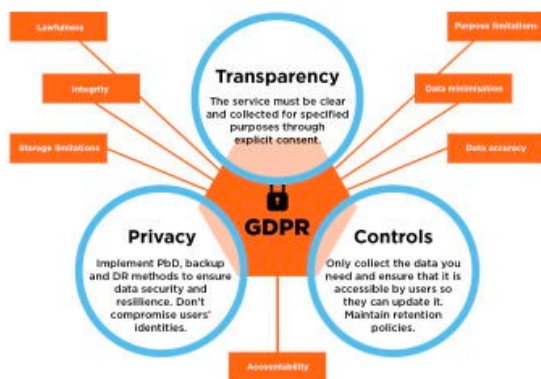 Lawfulness
Purpose limitations
Transparency
Integrity
The service must be clear
and collected for specified
purposes through
explicit consent.
Data minimisation
Storage limitations
Data accuracy
GDPR
Privacy
Implement PbD, backup
and DR methods to ensure
data security and
resillience. Don't
compromise users'
identities.
Controls
Only collect the data you
need and ensure that it is
accessible by users so
they can update it.
Maintain retention
policies.
Accountability